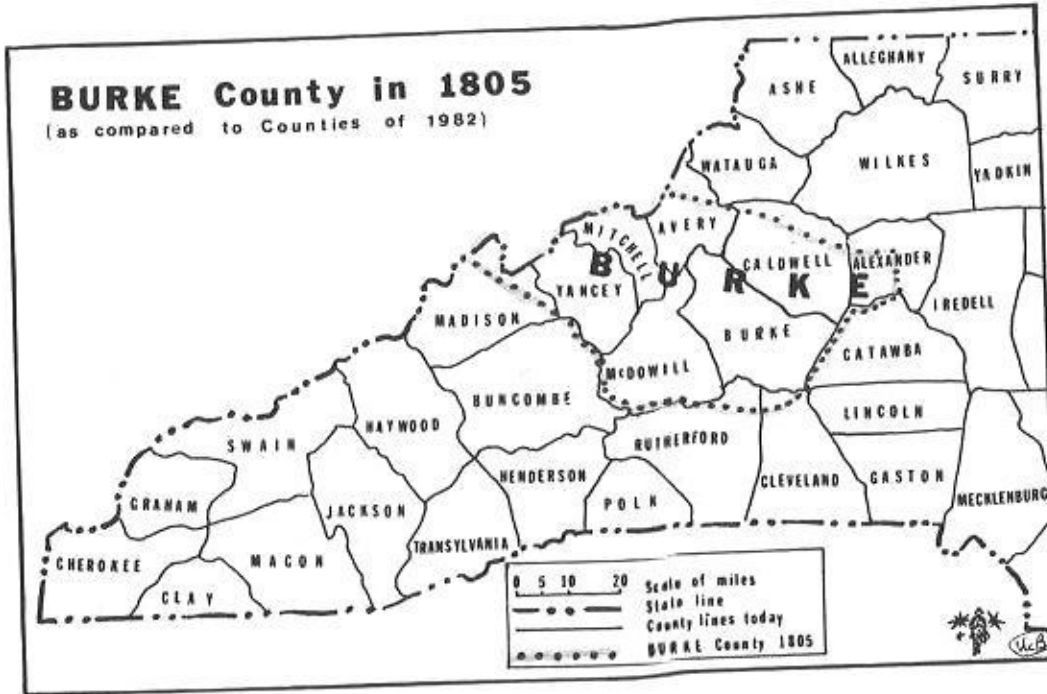 BURKE County in 1805
(as compared to Counties of 1982)
ALLEGHANY
ASHE
SURRY
WATAUGA
WILKES
YADKIN
MITCHELL
AVERY
CALDWELL
ALEXANDER
BURKE
YANCEY
IREDELL
MADISON
BURKE
CATAWBA
McDOWALL
BUNCOMBE
LINCOLN
HAYWOOD
SWAIN
RUTHERFORD
HENDERSON
CLEVELAND
GASTON
GRAHAM
JACKSON
POLK
MECKLENBURG
TRANSYLVANIA
CHEROKEE
MACON
CLAY
0 5 10 20 Scale of miles
State line
County lines today
BURKE County 1805